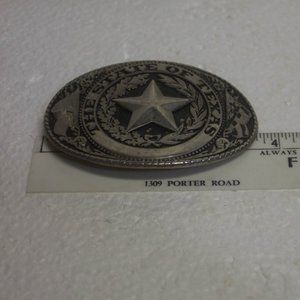 THE STATE OF TEXAS
4
ALWAYS
F
1309 PORTER ROAD